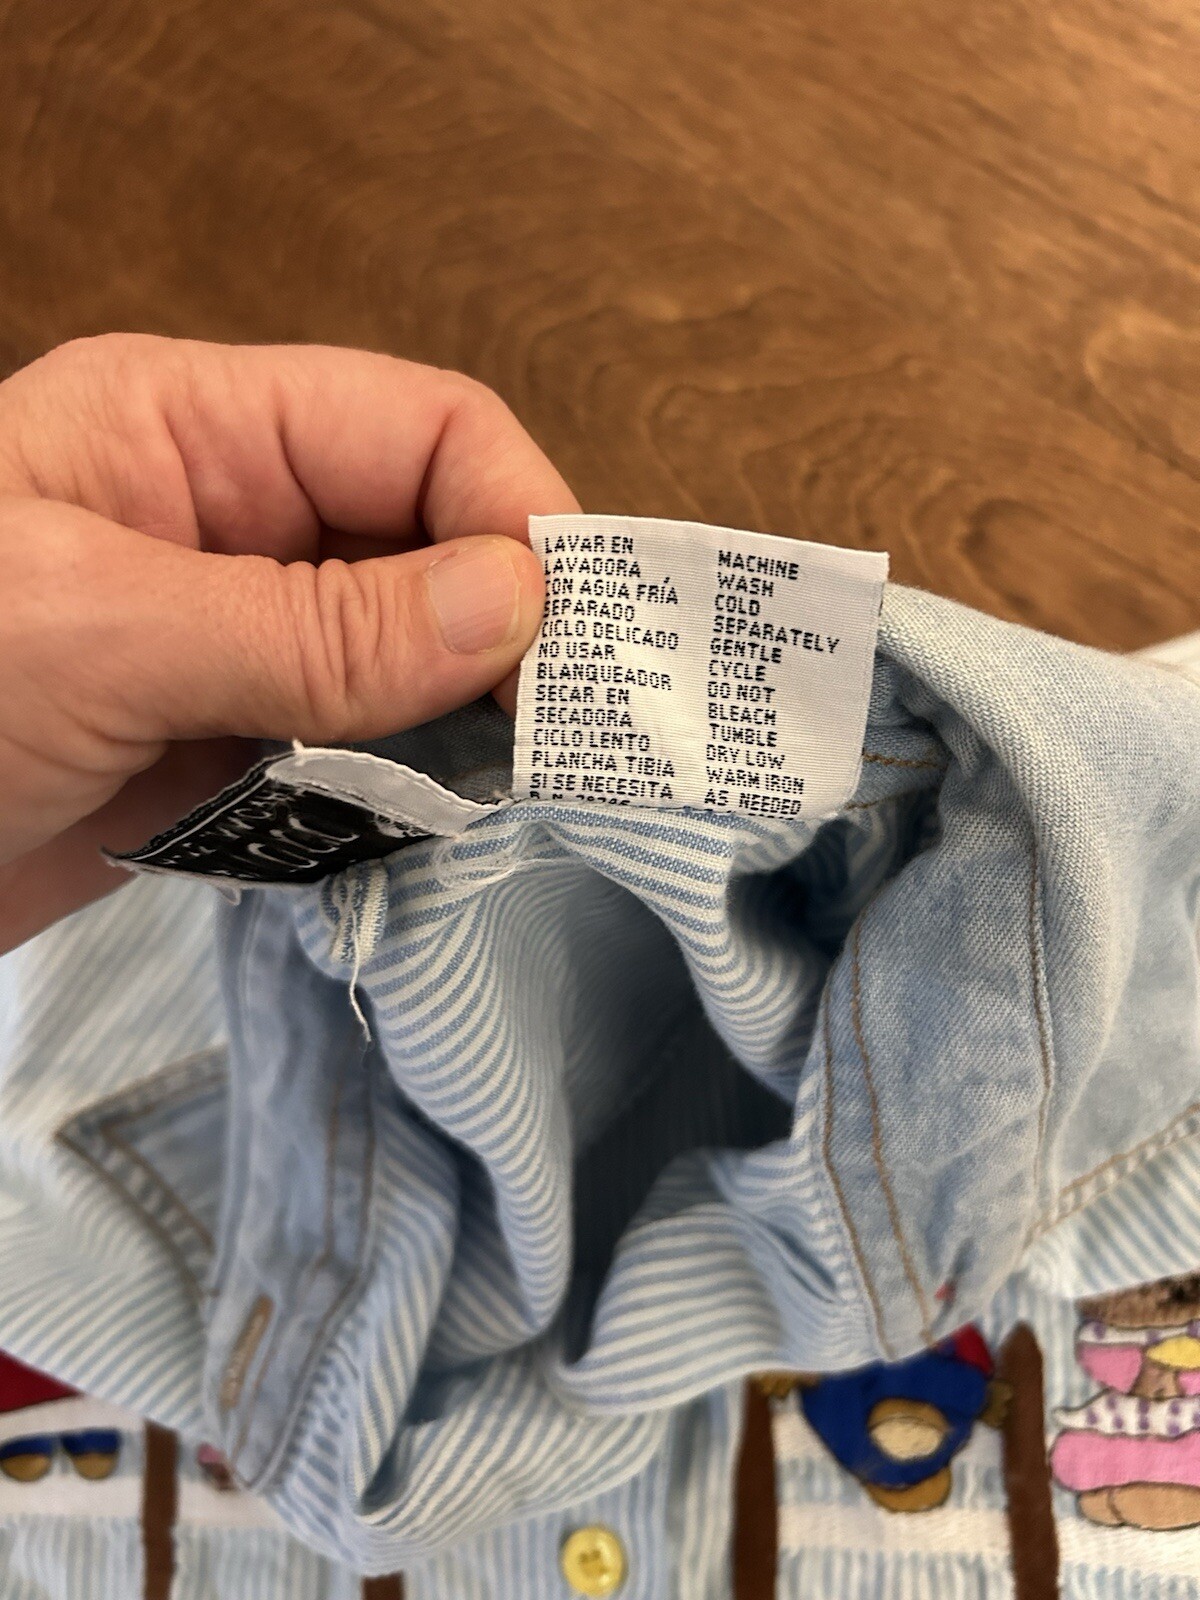 LAVAR EN
LAVADORA
CON AGUA FRÍA
SEPARADO
CICLO DELICADO
NO USAR
BLANQUEADOR
SECAR EN
SECADORA
CICLO LENTO
PLANCHA TIBIA
SI SE NECESITA
MACHINE
WASH
COLD
SEPARATELY
GENTLE
CYCLE
DO NOT
BLEACH
TUMBLE
DRY LOW
WARM IRON
AS NEEDED